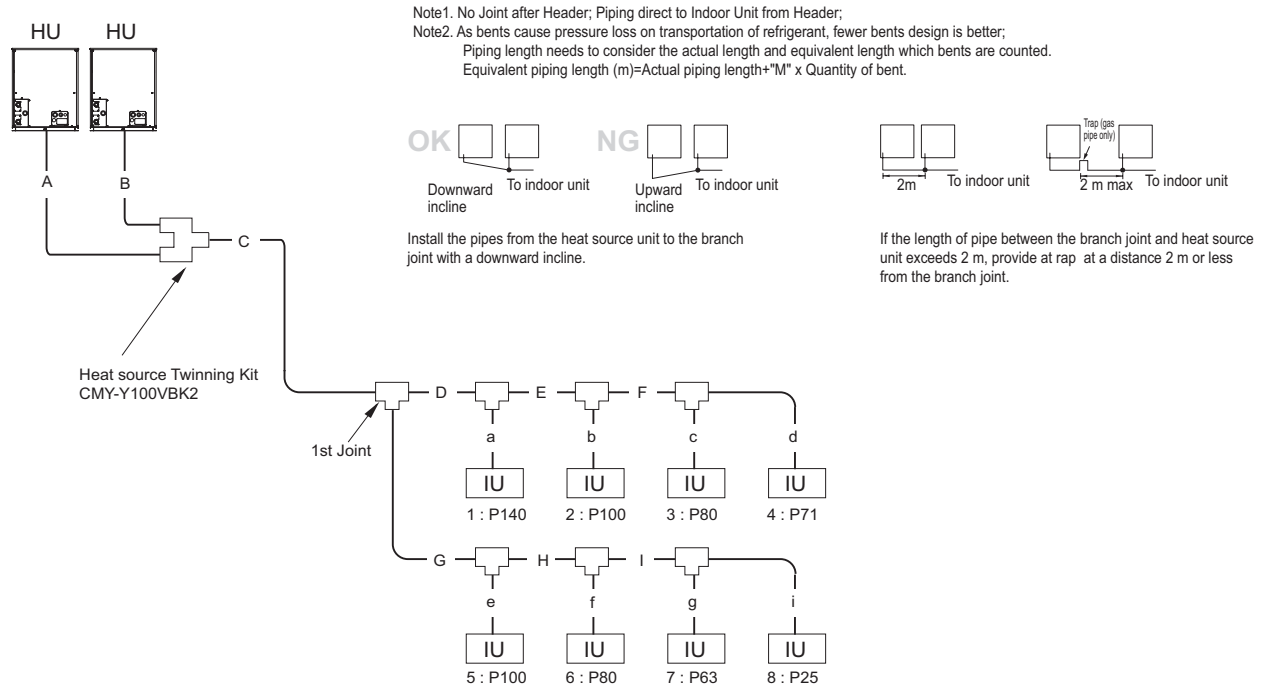 Note1. No Joint after Header; Piping direct to Indoor Unit from Header;
Note2. As bents cause pressure loss on transportation of refrigerant, fewer bents design is better;
Piping length needs to consider the actual length and equivalent length which bents are counted.
Equivalent piping length (m)=Actual piping length+"M" x Quantity of bent.
HU HU
A B
C
Heat source Twinning Kit
CMY-Y100VBK2
OK
Downward
incline
To indoor unit
NG
Upward
incline
To indoor unit
Install the pipes from the heat source unit to the branch
joint with a downward incline.
2m
To indoor unit
Trap (gas
pipe only)
2 m max
To indoor unit
If the length of pipe between the branch joint and heat source
unit exceeds 2 m, provide at rap at a distance 2 m or less
from the branch joint.
1st Joint
D E F
a b c d
IU IU IU IU
1 : P140 2 : P100 3 : P80 4 : P71
G H I
e f g i
IU IU IU IU
5 : P100 6 : P80 7 : P63 8 : P25